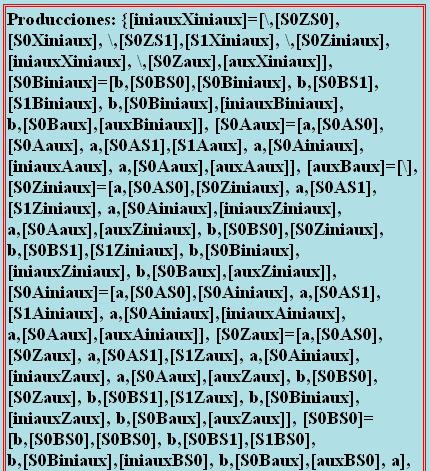 Producciones: {[iniauxXiniaux]=[\,[S0ZS0],
[S0Xiniaux], \,[S0ZS1],[S1Xiniaux], \,[S0Ziniaux],
[iniauxXiniaux], \,[S0Zaux],[auxXiniaux]],
[S0Biniaux]=[b,[S0BS0],[S0Biniaux], b,[S0BS1],
[S1Biniaux], b,[S0Biniaux],[iniauxBiniaux],
b,[S0Baux],[auxBiniaux]], [S0Aaux]=[a,[S0AS0],
[S0Aaux], a,[S0AS1],[S1Aaux], a,[S0Ainiaux],
[iniauxAaux], a,[S0Aaux],[auxAaux]], [auxBaux]=[\],
[S0Ziniaux]=[a,[S0AS0],[S0Ziniaux], a,[S0AS1],
[S1Ziniaux], a,[S0Ainiaux],[iniauxZiniaux],
a,[S0Aaux],[auxZiniaux], b,[S0BS0],[S0Ziniaux],
b,[S0BS1],[S1Ziniaux], b,[S0Biniaux],
[iniauxZiniaux], b,[S0Baux],[auxZiniaux]],
[S0Ainiaux]=[a,[S0AS0],[S0Ainiaux], a,[S0AS1],
[S1Ainiaux], a,[S0Ainiaux],[iniauxAiniaux],
a,[S0Aaux],[auxAiniaux]], [S0Zaux]=[a,[S0AS0],
[S0Zaux], a,[S0AS1],[S1Zaux], a,[S0Ainiaux],
[iniauxZaux], a,[S0Aaux],[auxZaux], b,[S0BS0],
[S0Zaux], b,[S0BS1],[S1Zaux], b,[S0Biniaux],
[iniauxZaux], b,[S0Baux],[auxZaux]], [S0BS0]=
[b,[S0BS0],[S0BS0], b,[S0BS1],[S1BS0],
b,[S0Biniaux],[iniauxBS0], b,[S0Baux],[auxBS0], a],